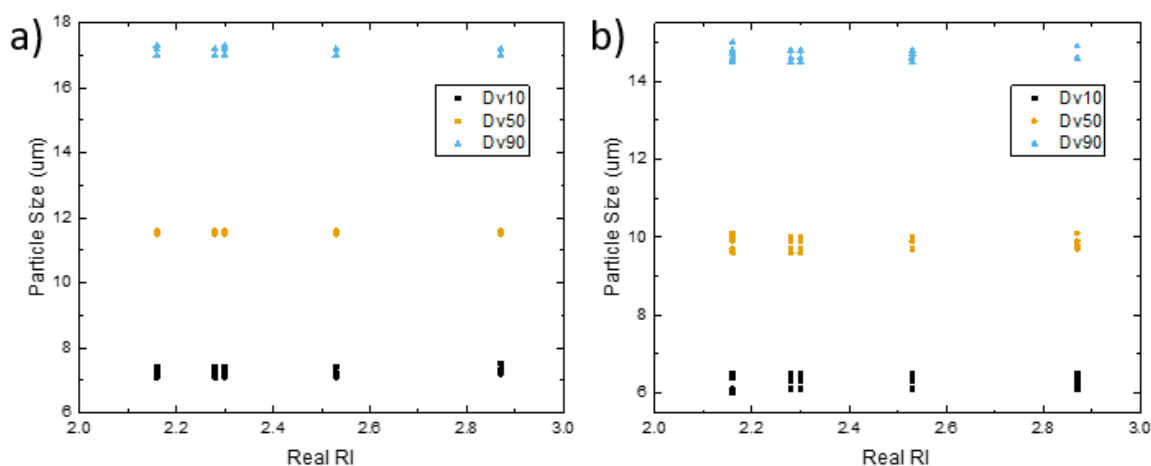 a)
18
16
14
12
10
8
6
Particle Size (um)
Dv10
Dv50
Dv90
2.0 2.2 2.4 2.6 2.8 3.0
Real RI
b)
14
12
10
8
6
Particle Size (um)
Dv10
Dv50
Dv90
2.0 2.2 2.4 2.6 2.8 3.0
Real RI